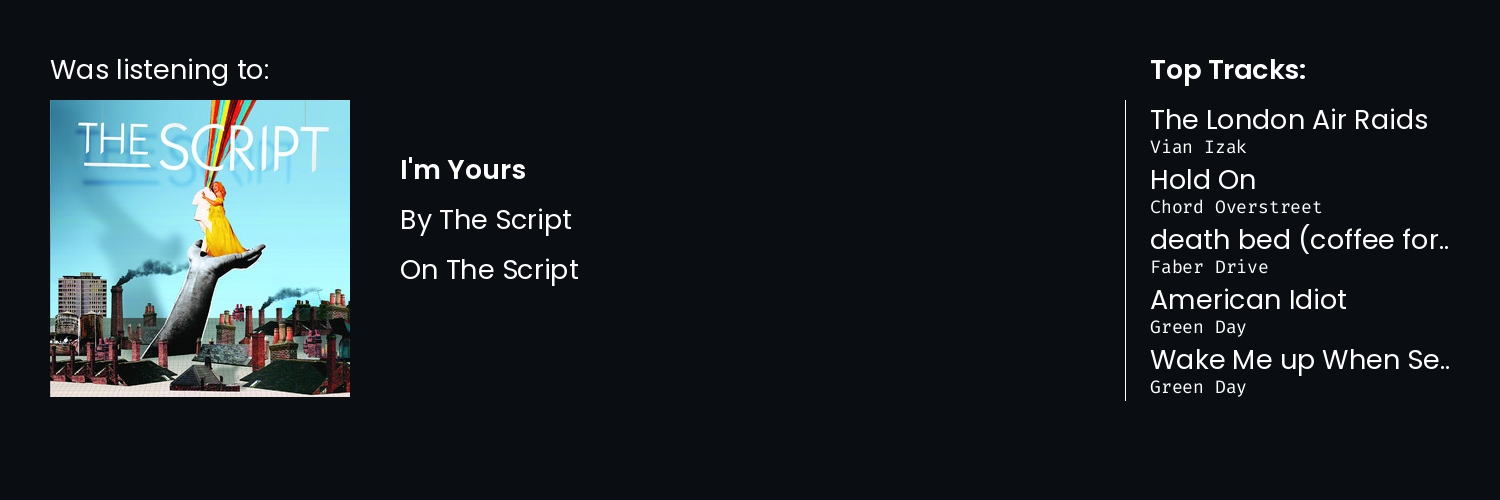 Was listening to:
THE SCRIPT
I'm Yours
By The Script
On The Script
Top Tracks:
The London Air Raids
Vian Izak
Hold On
Chord Overstreet
death bed (coffee for..
Faber Drive
American Idiot
Green Day
Wake Me up When Se..
Green Day